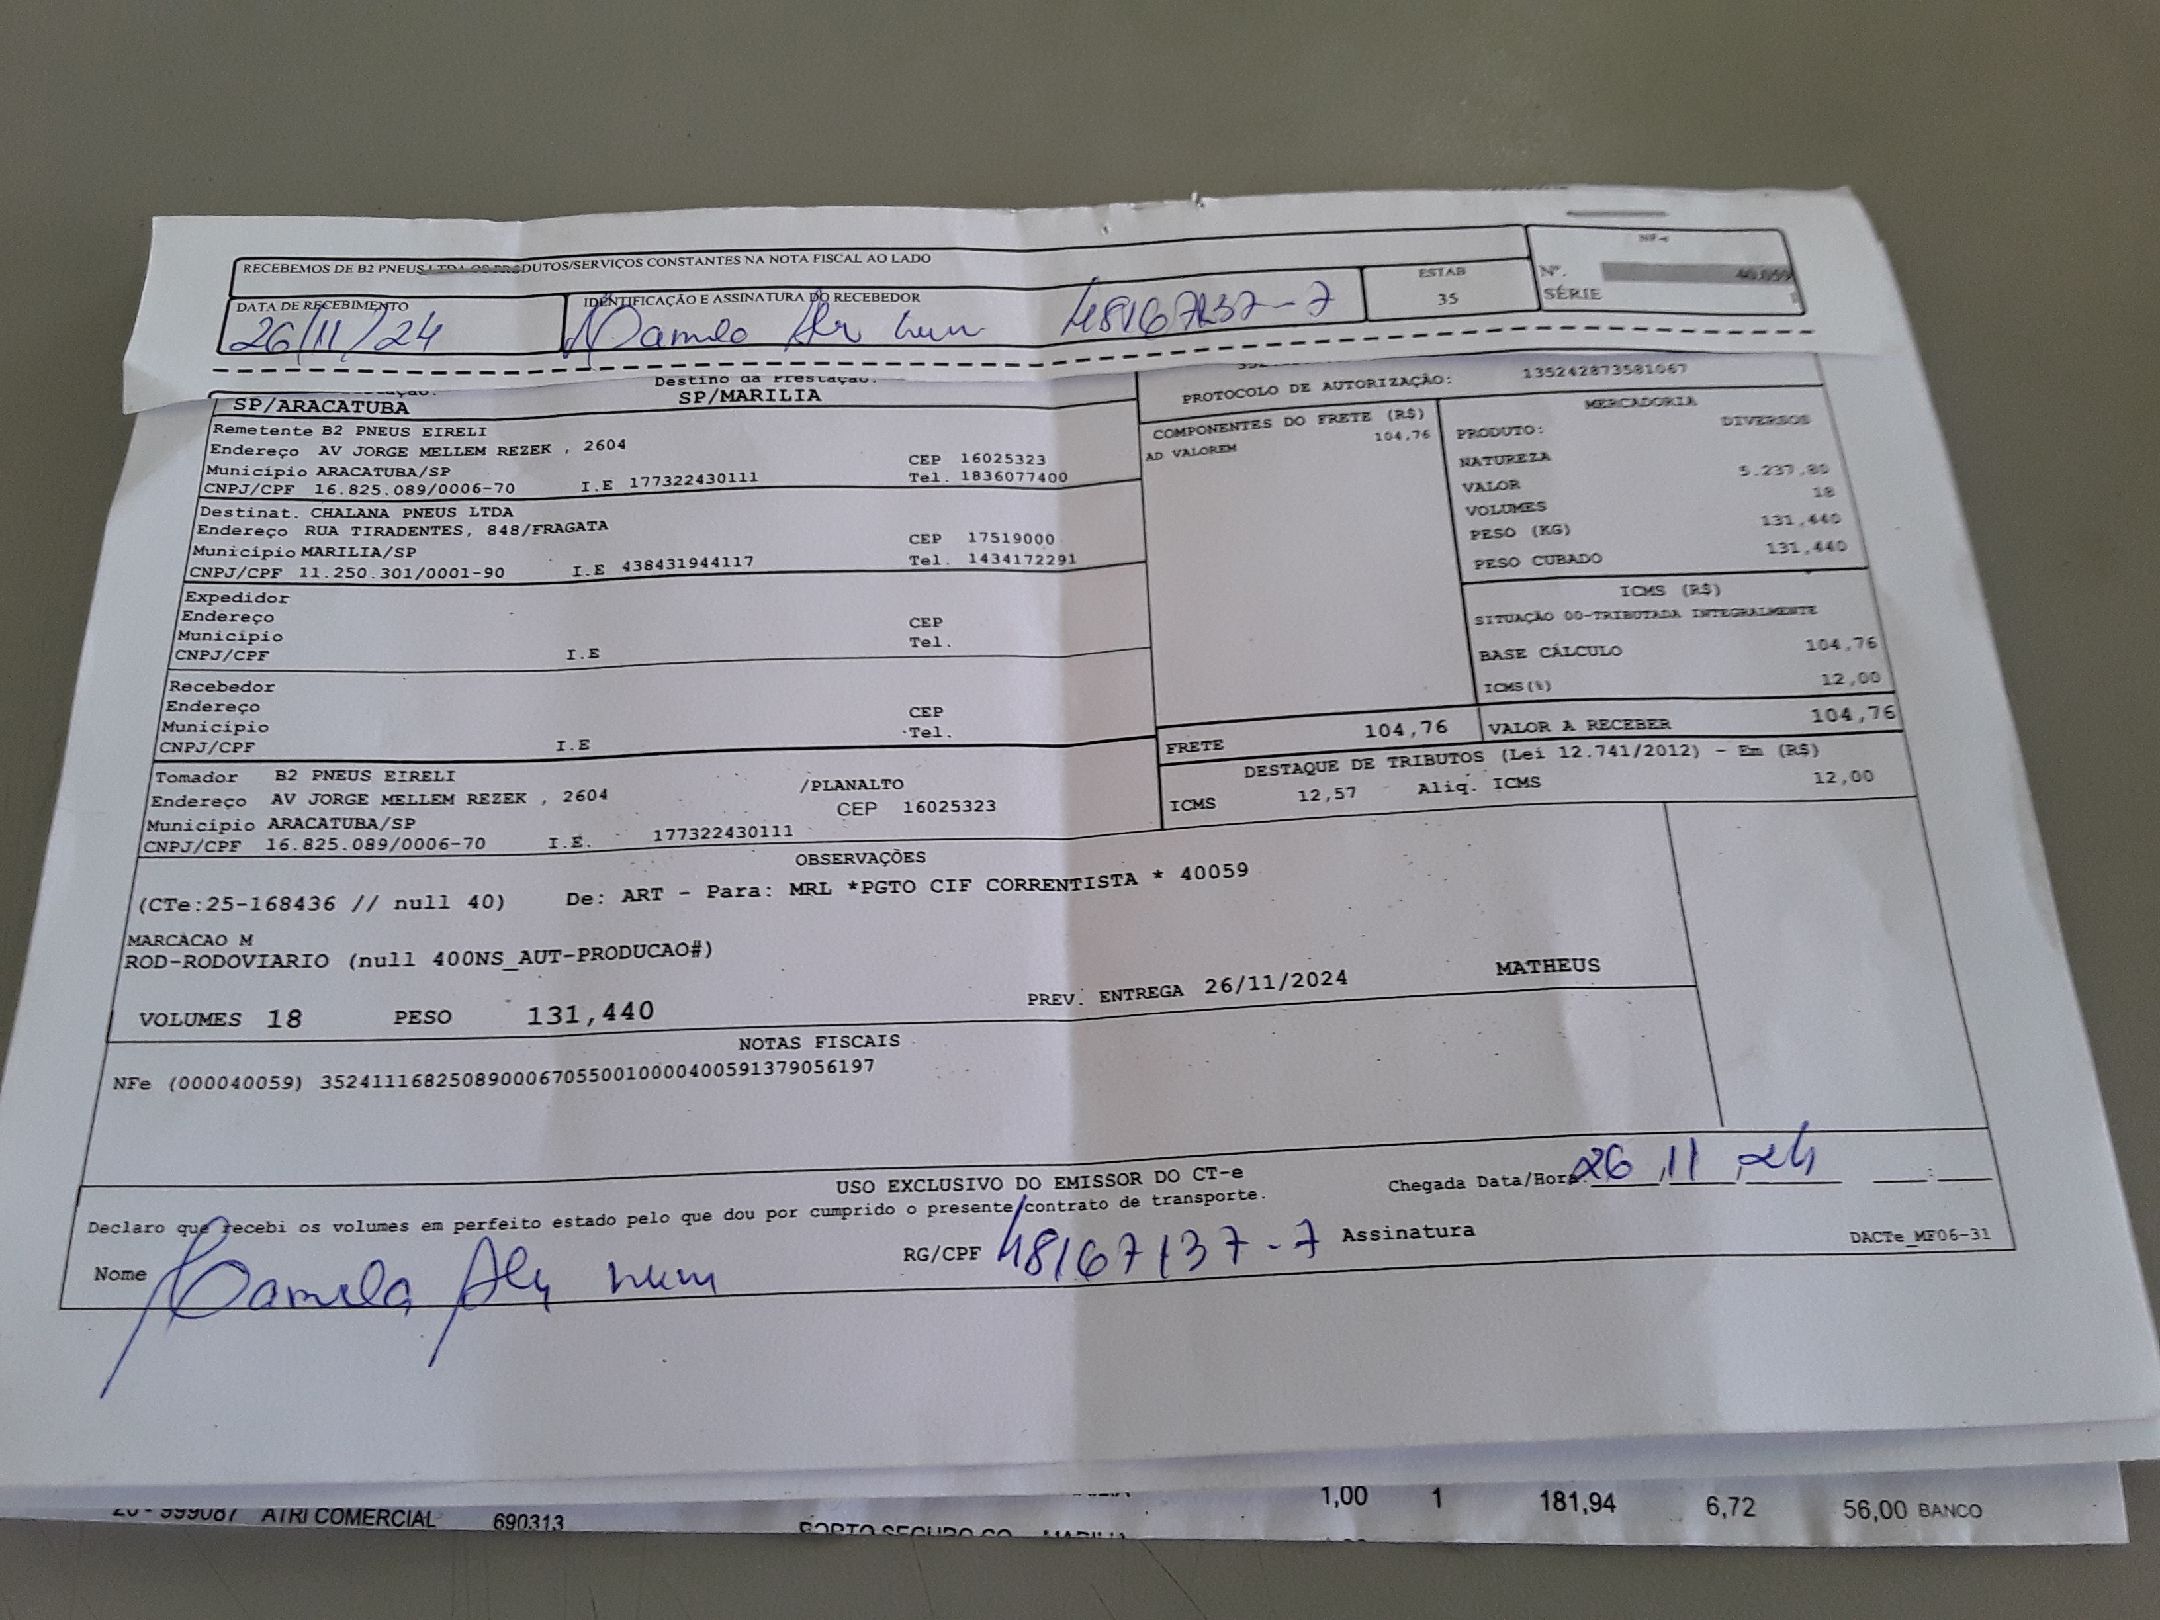 NF-e
RECEBEMOS DE B2 PNEUS LTDA OS PRODUTOS/SERVIÇOS CONSTANTES NA NOTA FISCAL AO LADO
Nº. 40.059
SÉRIE
DATA DE RECEBIMENTO IDENTIFICAÇÃO E ASSINATURA DO RECEBEDOR ESTAB
26/11/24 48167137-7 35
Destino da Prestação:
SP/ARACATUBA SP/MARILIA
PROTOCOLO DE AUTORIZAÇÃO: 135242873581067
Remetente B2 PNEUS EIRELI
Endereço AV JORGE MELLEM REZEK , 2604
CEP 16025323
Município ARACATUBA/SP
Tel. 1836077400
CNPJ/CPF 16.825.089/0006-70 I.E 177322430111
Destinat. CHALANA PNEUS LTDA
Endereço RUA TIRADENTES, 848/FRAGATA
CEP 17519000
Município MARILIA/SP
Tel. 1434172291
CNPJ/CPF 11.250.301/0001-90 I.E 438431944117
Expedidor
Endereço
CEP
Município
Tel.
CNPJ/CPF I.E
Recebedor
Endereço
CEP
Município
Tel.
CNPJ/CPF I.E
Tomador B2 PNEUS EIRELI /PLANALTO
Endereço AV JORGE MELLEM REZEK , 2604 CEP 16025323
Município ARACATUBA/SP
CNPJ/CPF 16.825.089/0006-70 I.E. 177322430111
COMPONENTES DO FRETE (R$)
AD VALOREM 104,76
MERCADORIA
PRODUTO: DIVERSOS
NATUREZA
VALOR 5.237,80
VOLUMES 18
PESO (KG) 131,440
PESO CUBADO 131,440
ICMS (R$)
SITUAÇÃO 00-TRIBUTADA INTEGRALMENTE
BASE CÁLCULO 104,76
ICMS(%) 12,00
FRETE 104,76 VALOR A RECEBER 104,76
DESTAQUE DE TRIBUTOS (Lei 12.741/2012) - Em (R$)
ICMS 12,57 Aliq. ICMS 12,00
OBSERVAÇÕES
(CTe:25-168436 // null 40) De: ART - Para: MRL *PGTO CIF CORRENTISTA * 40059
MARCACAO M
ROD-RODOVIARIO (null 400NS_AUT-PRODUCAO#)
VOLUMES 18 PESO 131,440 PREV. ENTREGA 26/11/2024 MATHEUS
NOTAS FISCAIS
NFe (000040059) 35241116825089000670550010000400591379056197
USO EXCLUSIVO DO EMISSOR DO CT-e
Chegada Data/Hora: 26 11 24
Declaro que recebi os volumes em perfeito estado pelo que dou por cumprido o presente contrato de transporte.
Nome RG/CPF 48167137-7 Assinatura
DACTe_MF06-31
1,00 1 181,94 6,72 56,00 BANCO
20 - 999087 ATRI COMERCIAL 690313 PORTO SEGURO CO MARILIA